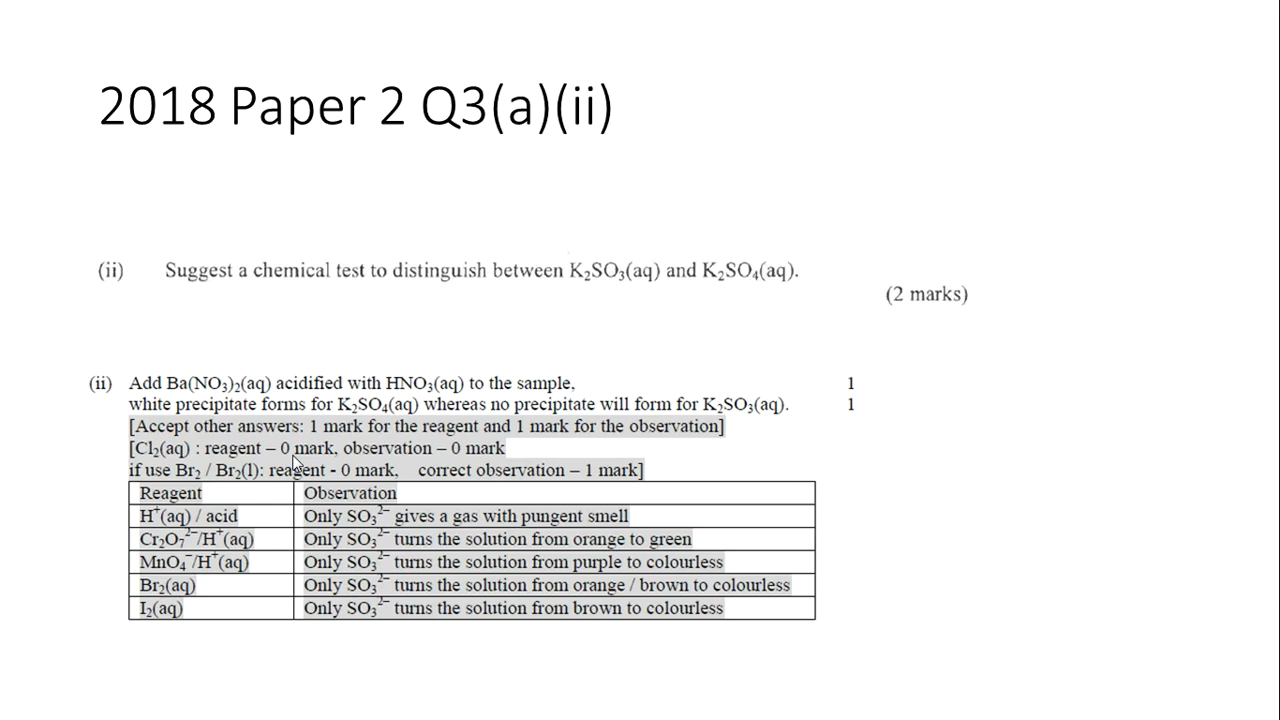 2018 Paper 2 Q3(a)(ii)
(ii) Suggest a chemical test to distinguish between K₂SO₃(aq) and K₂SO₄(aq).
(2 marks)
(ii) Add Ba(NO₃)₂(aq) acidified with HNO₃(aq) to the sample, 1
white precipitate forms for K₂SO₄(aq) whereas no precipitate will form for K₂SO₃(aq). 1
[Accept other answers: 1 mark for the reagent and 1 mark for the observation]
[Cl₂(aq) : reagent – 0 mark, observation – 0 mark
if use Br₂ / Br₂(l): reagent - 0 mark, correct observation – 1 mark]
Reagent Observation
H⁺(aq) / acid Only SO₃²⁻ gives a gas with pungent smell
Cr₂O₇²⁻/H⁺(aq) Only SO₃²⁻ turns the solution from orange to green
MnO₄⁻/H⁺(aq) Only SO₃²⁻ turns the solution from purple to colourless
Br₂(aq) Only SO₃²⁻ turns the solution from orange / brown to colourless
I₂(aq) Only SO₃²⁻ turns the solution from brown to colourless